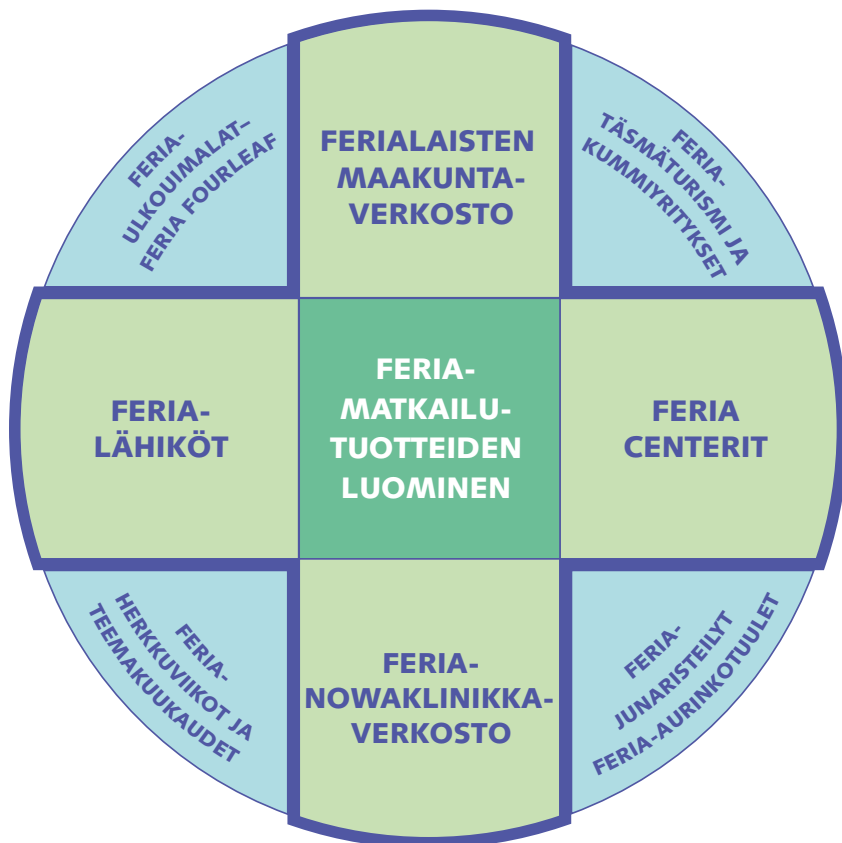 FERIA-
ULKOUIMALAT–
FERIA FOURLEAF
FERIALAISTEN
MAAKUNTA-
VERKOSTO
FERIA-
TÄSMÄTURISMI JA
KUMMIYRITYKSET
FERIA-
LÄHIKÖT
FERIA-
MATKAILU-
TUOTTEIDEN
LUOMINEN
FERIA
CENTERIT
FERIA-
HERKKUVIIKOT JA
TEEMAKUUKAUDET
FERIA-
NOWAKLINIKKA-
VERKOSTO
FERIA-
JUNARISTEILYT
FERIA-AURINKOTUULET